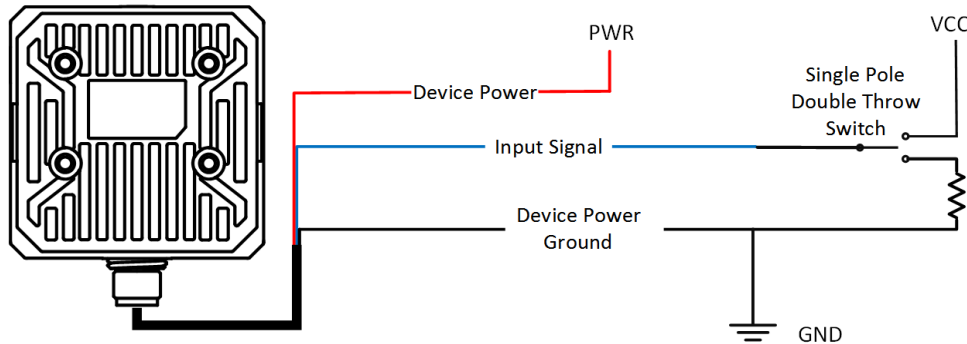 PWR
VCC
Device Power
Single Pole
Double Throw
Switch
Input Signal
Device Power
Ground
GND